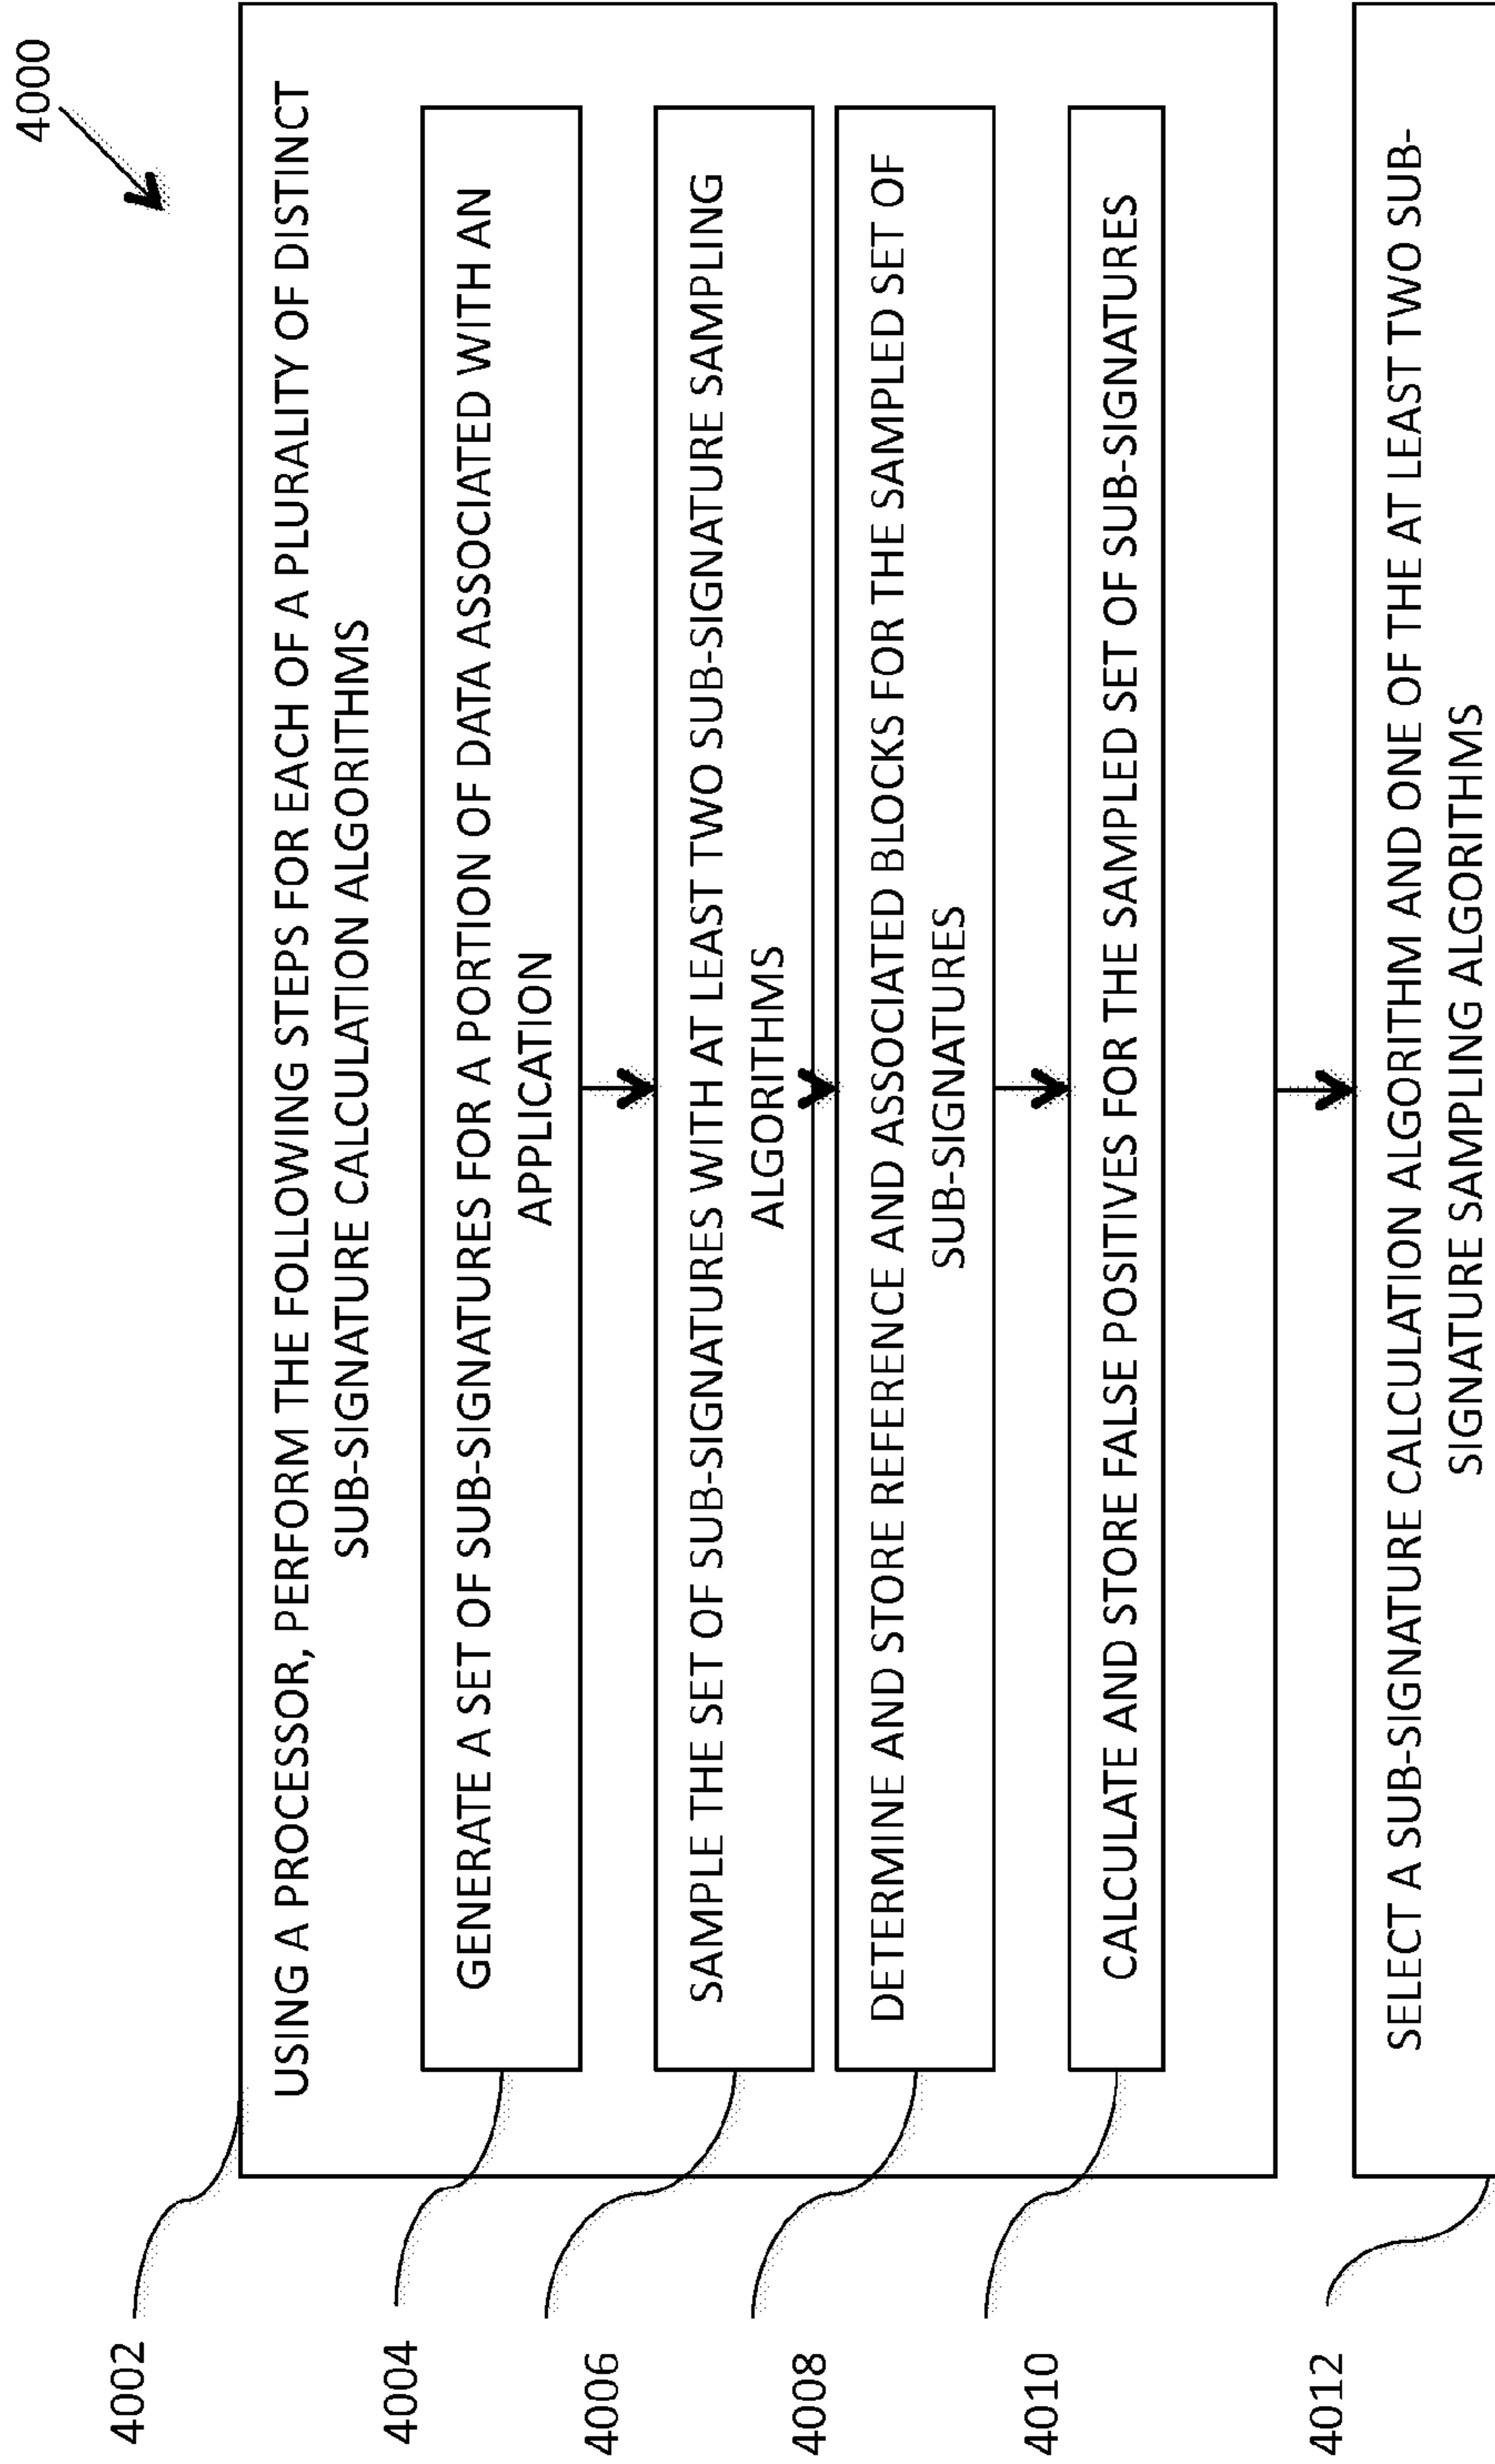 4000
4002
USING A PROCESSOR, PERFORM THE FOLLOWING STEPS FOR EACH OF A PLURALITY OF DISTINCT
SUB-SIGNATURE CALCULATION ALGORITHMS
4004
GENERATE A SET OF SUB-SIGNATURES FOR A PORTION OF DATA ASSOCIATED WITH AN
APPLICATION
4006
SAMPLE THE SET OF SUB-SIGNATURES WITH AT LEAST TWO SUB-SIGNATURE SAMPLING
ALGORITHMS
4008
DETERMINE AND STORE REFERENCE AND ASSOCIATED BLOCKS FOR THE SAMPLED SET OF
SUB-SIGNATURES
4010
CALCULATE AND STORE FALSE POSITIVES FOR THE SAMPLED SET OF SUB-SIGNATURES
4012
SELECT A SUB-SIGNATURE CALCULATION ALGORITHM AND ONE OF THE AT LEAST TWO SUB-
SIGNATURE SAMPLING ALGORITHMS